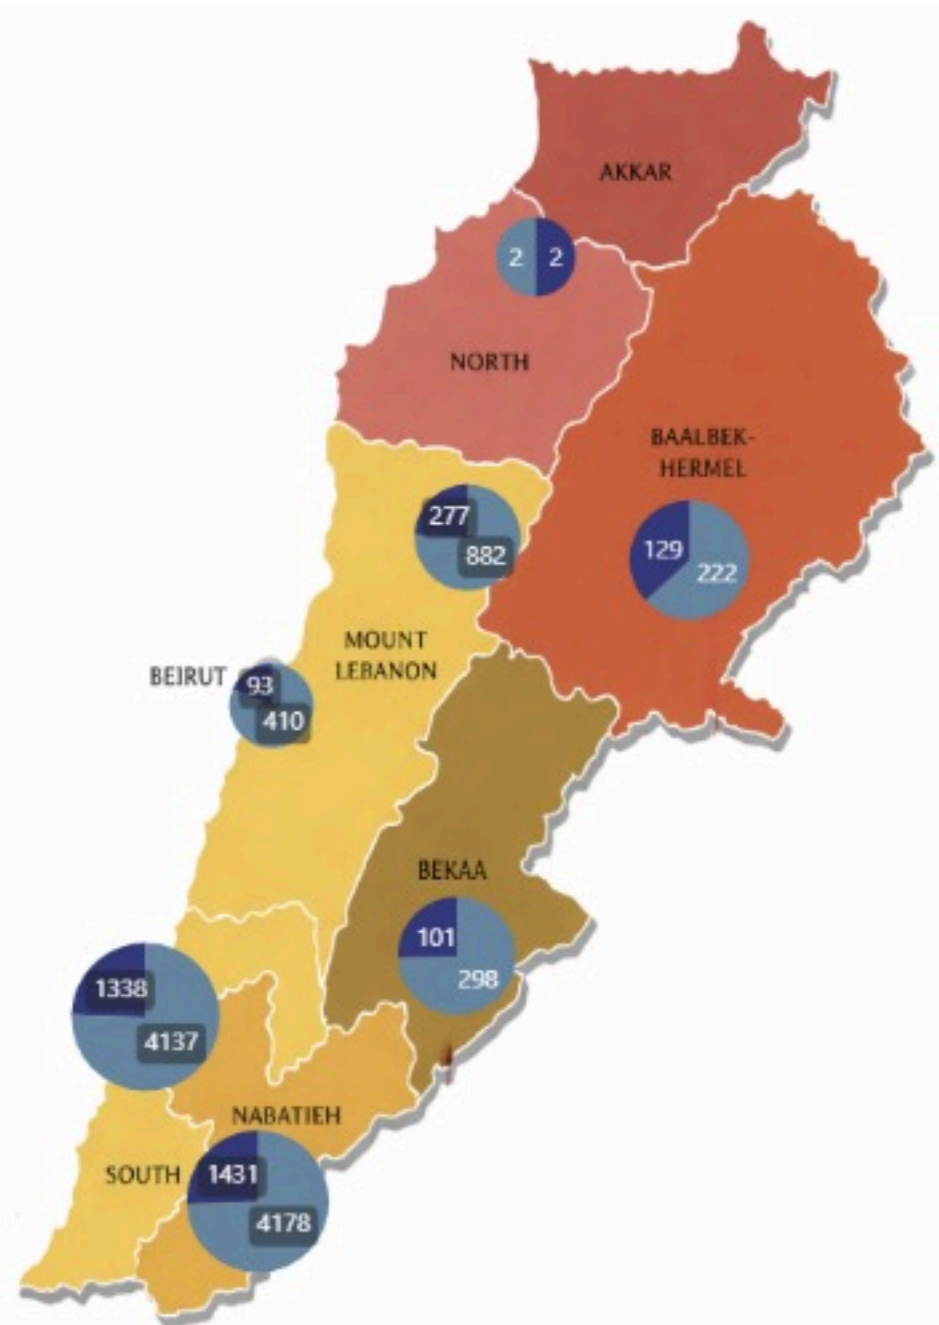 AKKAR
2 2
NORTH
BAALBEK-
HERMEL
277
882
129
222
MOUNT
LEBANON
BEIRUT
93
410
BEKAA
101
298
1338
4137
NABATIEH
SOUTH
1431
4178